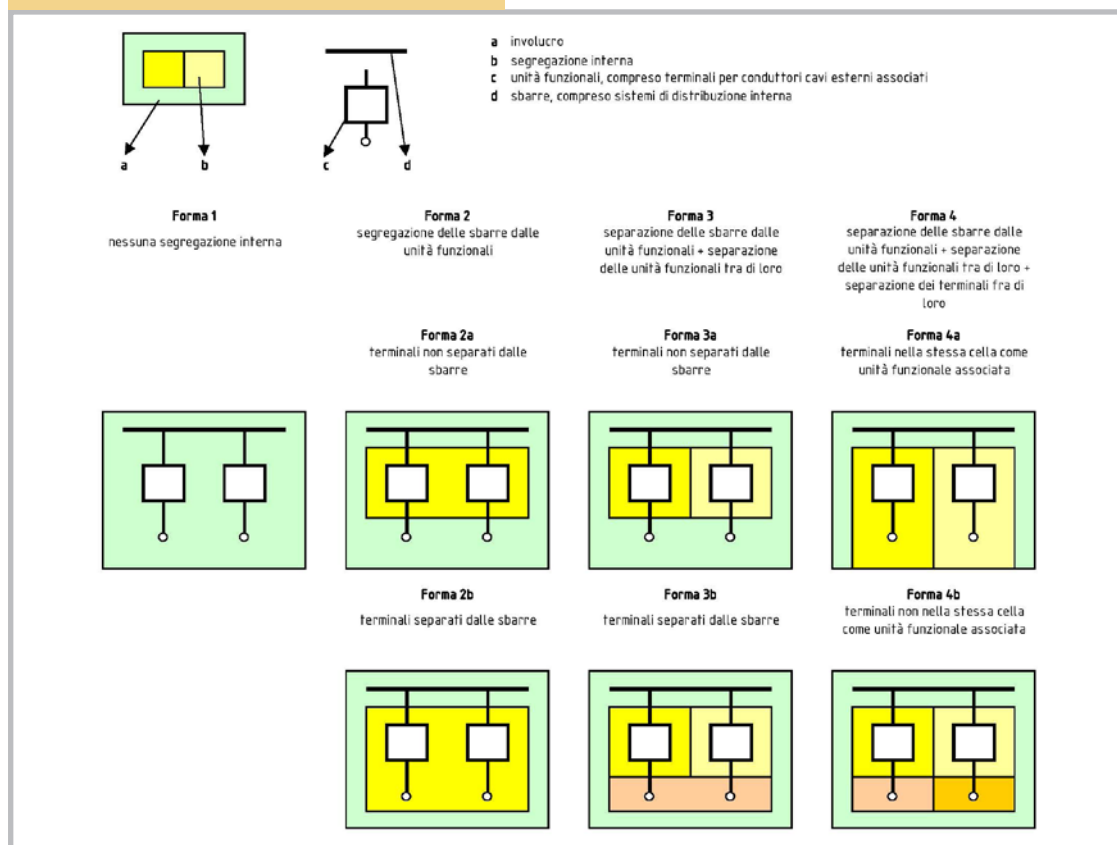 a involucro
b segregazione interna
c unità funzionali, compreso terminali per conduttori cavi esterni associati
d sbarre, compreso sistemi di distribuzione interna
a
b
c
d
Forma 1
nessuna segregazione interna
Forma 2
segregazione delle sbarre dalle
unità funzionali
Forma 3
separazione delle sbarre dalle
unità funzionali + separazione
delle unità funzionali tra di loro
Forma 4
separazione delle sbarre dalle
unità funzionali + separazione
delle unità funzionali tra di loro +
separazione dei terminali fra di
loro
Forma 2a
terminali non separati dalle
sbarre
Forma 3a
terminali non separati dalle
sbarre
Forma 4a
terminali nella stessa cella come
unità funzionale associata
Forma 2b
terminali separati dalle sbarre
Forma 3b
terminali separati dalle sbarre
Forma 4b
terminali non nella stessa cella
come unità funzionale associata